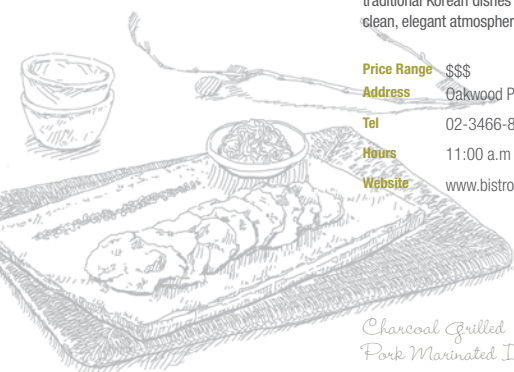 traditional Korean dishes
clean, elegant
Price Range $$$
Address Oakwood
Tel 02-3466-8
Hours 11:00 a.m
Website www.bistro
Charcoal Grilled
Pork Marinated